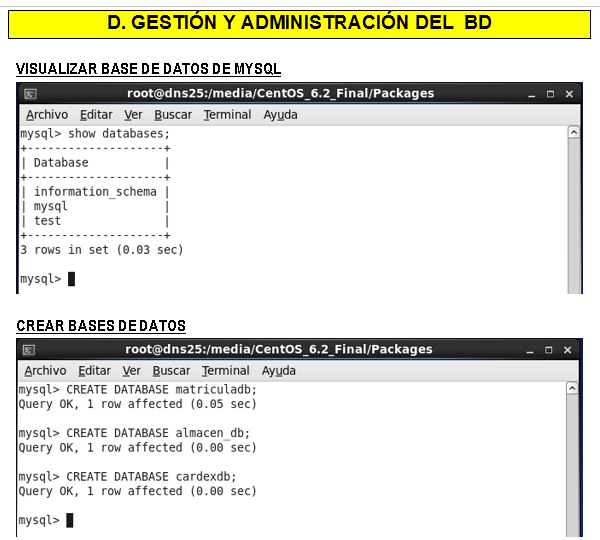 D. GESTIÓN Y ADMINISTRACIÓN DEL BD
VISUALIZAR BASE DE DATOS DE MYSQL
root@dns25:/media/CentOS_6.2_Final/Packages
Archivo Editar Ver Buscar Terminal Ayuda
mysql> show databases;
+--------------------+
| Database           |
+--------------------+
| information_schema |
| mysql              |
| test               |
+--------------------+
3 rows in set (0.03 sec)
mysql>
CREAR BASES DE DATOS
root@dns25:/media/CentOS_6.2_Final/Packages
Archivo Editar Ver Buscar Terminal Ayuda
mysql> CREATE DATABASE matriculadb;
Query OK, 1 row affected (0.05 sec)
mysql> CREATE DATABASE almacen_db;
Query OK, 1 row affected (0.00 sec)
mysql> CREATE DATABASE cardexdb;
Query OK, 1 row affected (0.00 sec)
mysql>